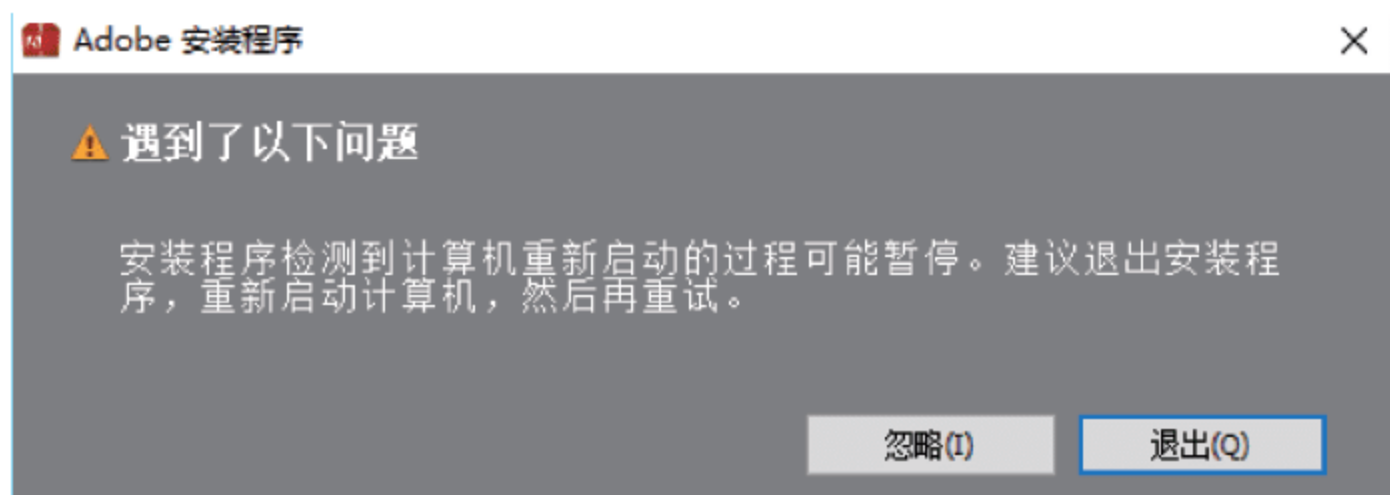 Adobe 安装程序
遇到了以下问题
安装程序检测到计算机重新启动的过程可能暂停。建议退出安装程
序，重新启动计算机，然后再重试。
忽略(I) 退出(Q)